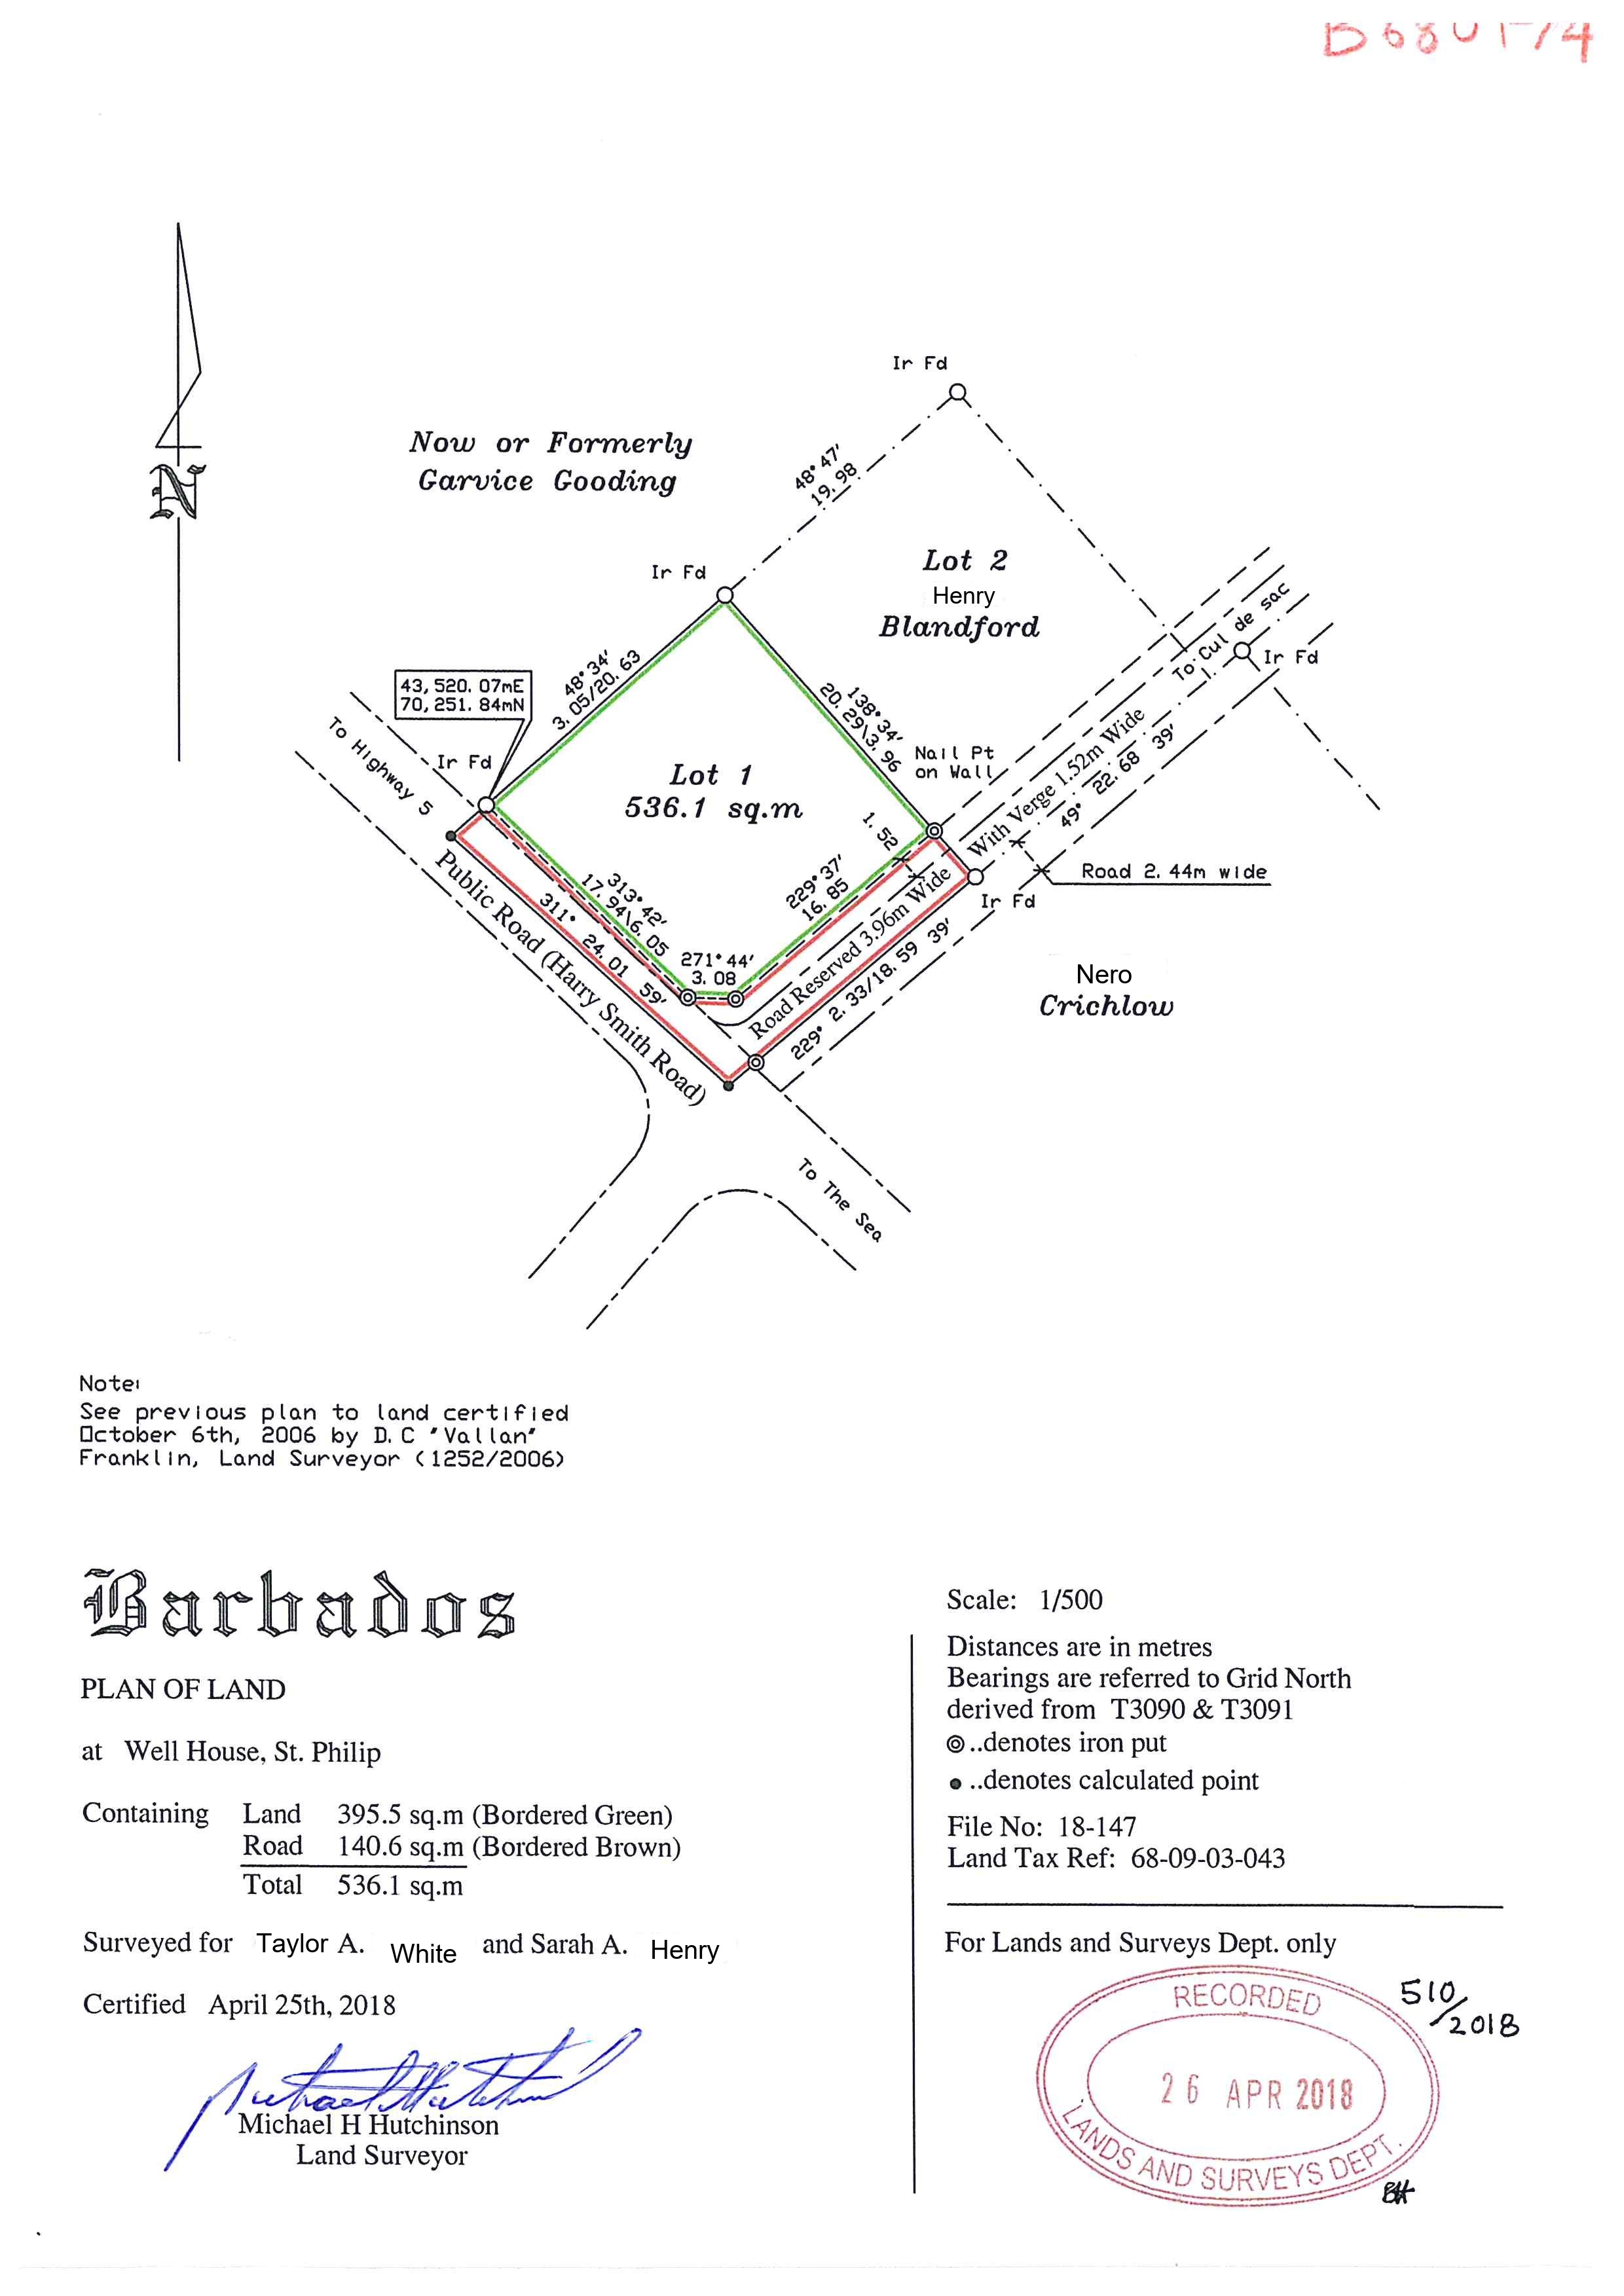 N
Now or Formerly
Garvice Gooding
Ir Fd
48° 47'
19. 98
Lot 2
Henry
Blandford
Ir Fd
48° 34'
3. 05/20. 63
43, 520. 07mE
70, 251. 84mN
Ir Fd
To Highway 5
Lot 1
536.1 sq.m
138° 34'
20. 29\3. 96
Nail Pt
on Wall
1. 52
To Cul de sac
Ir Fd
With Verge 1.52m Wide
49° 22. 68 39'
Road 2. 44m wide
Ir Fd
229° 37'
16. 85
Road Reserved 3.96m Wide
229° 2. 33/18. 59 39'
313° 42'
17. 94\6. 05
311° 24. 01 59'
271° 44'
3. 08
Public Road (Harry Smith Road)
Nero
Crichlow
To The Sea
Note:
See previous plan to land certified
October 6th, 2006 by D. C "Vallan"
Franklin, Land Surveyor (1252/2006)
Barbados
PLAN OF LAND
at Well House, St. Philip
Containing Land 395.5 sq.m (Bordered Green)
Road 140.6 sq.m (Bordered Brown)
Total 536.1 sq.m
Surveyed for Taylor A. White and Sarah A. Henry
Certified April 25th, 2018
Michael H Hutchinson
Land Surveyor
Scale: 1/500
Distances are in metres
Bearings are referred to Grid North
derived from T3090 & T3091
..denotes iron put
..denotes calculated point
File No: 18-147
Land Tax Ref: 68-09-03-043
For Lands and Surveys Dept. only
RECORDED
26 APR 2018
LANDS AND SURVEYS DEPT.
510/2018